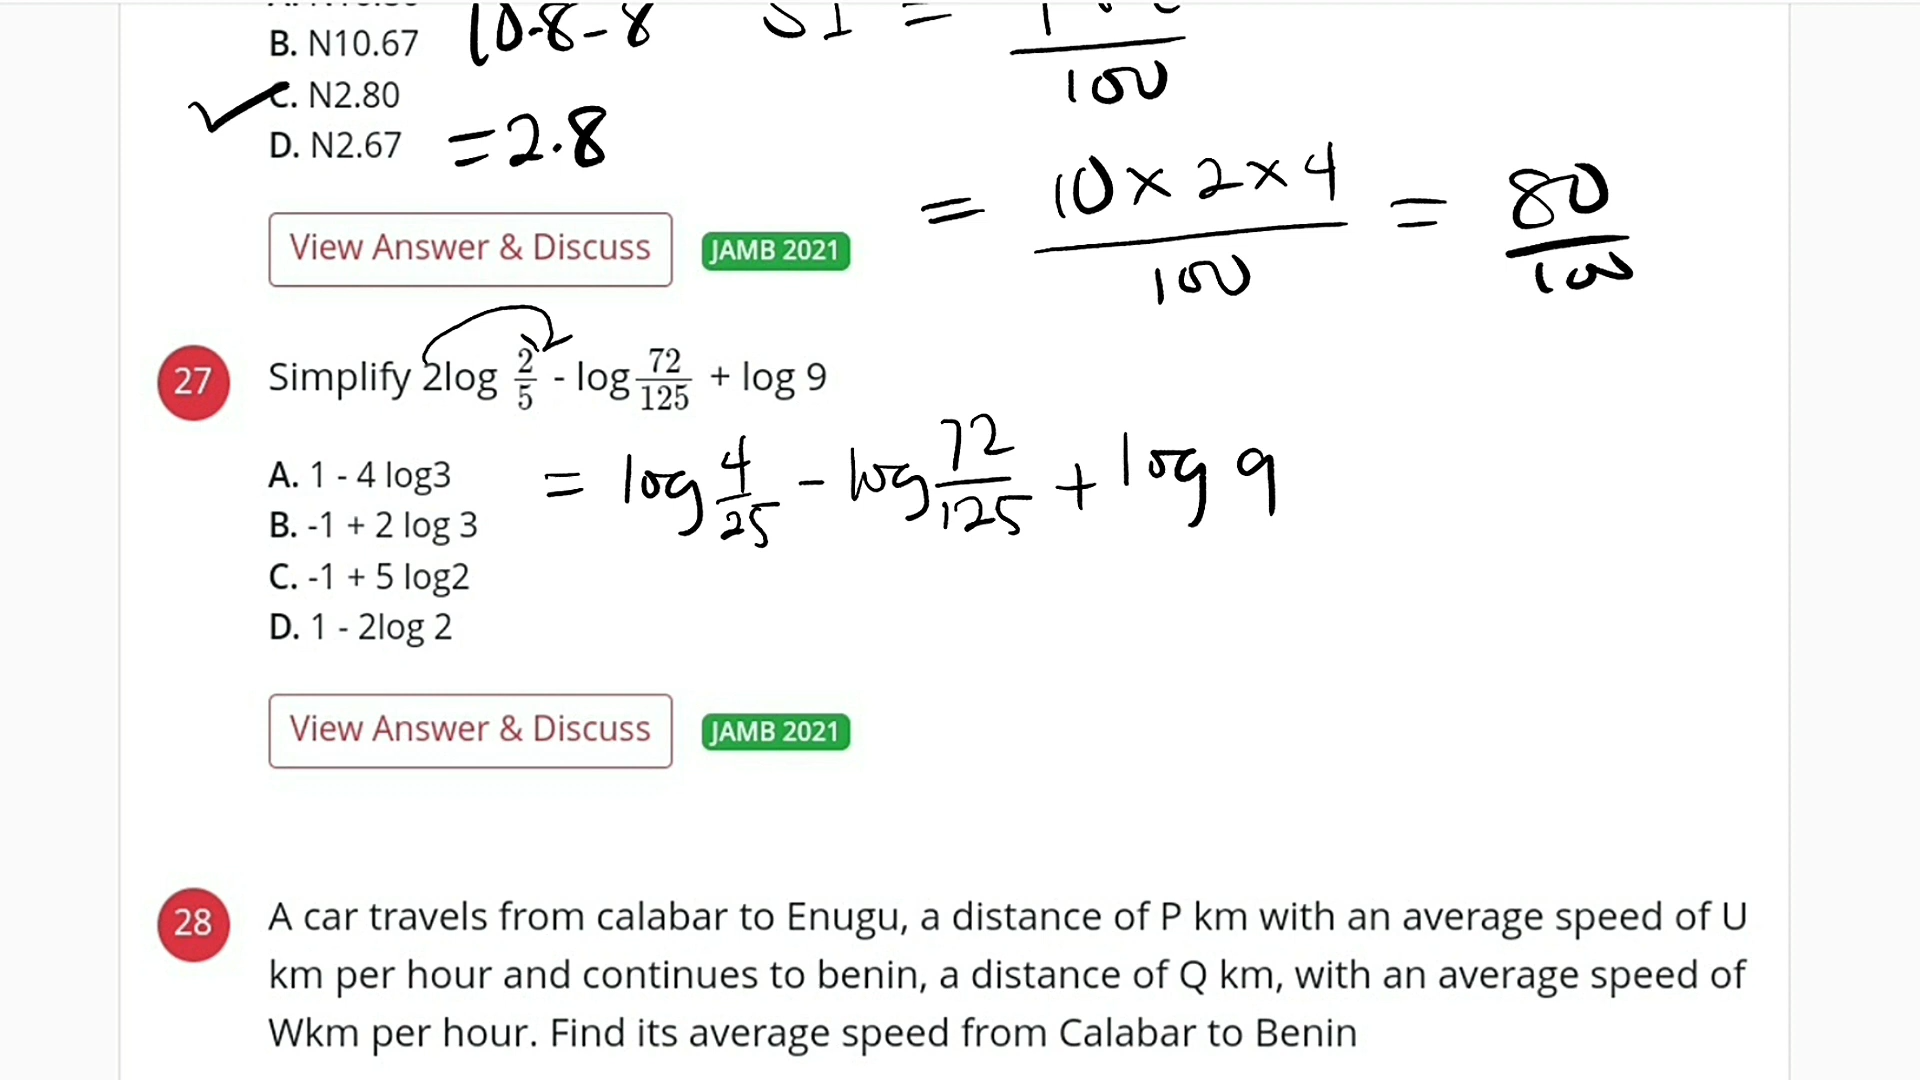 B. N10.67 10.8-8 SI =
100
C. N2.80
D. N2.67 = 2.8
= 10 x 2 x 4 / 100 = 80 / 100
View Answer & Discuss JAMB 2021
27 Simplify 2log 2/5 - log 72/125 + log 9
A. 1 - 4 log3
= log 4/25 - log 72/125 + log 9
B. -1 + 2 log 3
C. -1 + 5 log2
D. 1 - 2log 2
View Answer & Discuss JAMB 2021
28 A car travels from calabar to Enugu, a distance of P km with an average speed of U
km per hour and continues to benin, a distance of Q km, with an average speed of
Wkm per hour. Find its average speed from Calabar to Benin